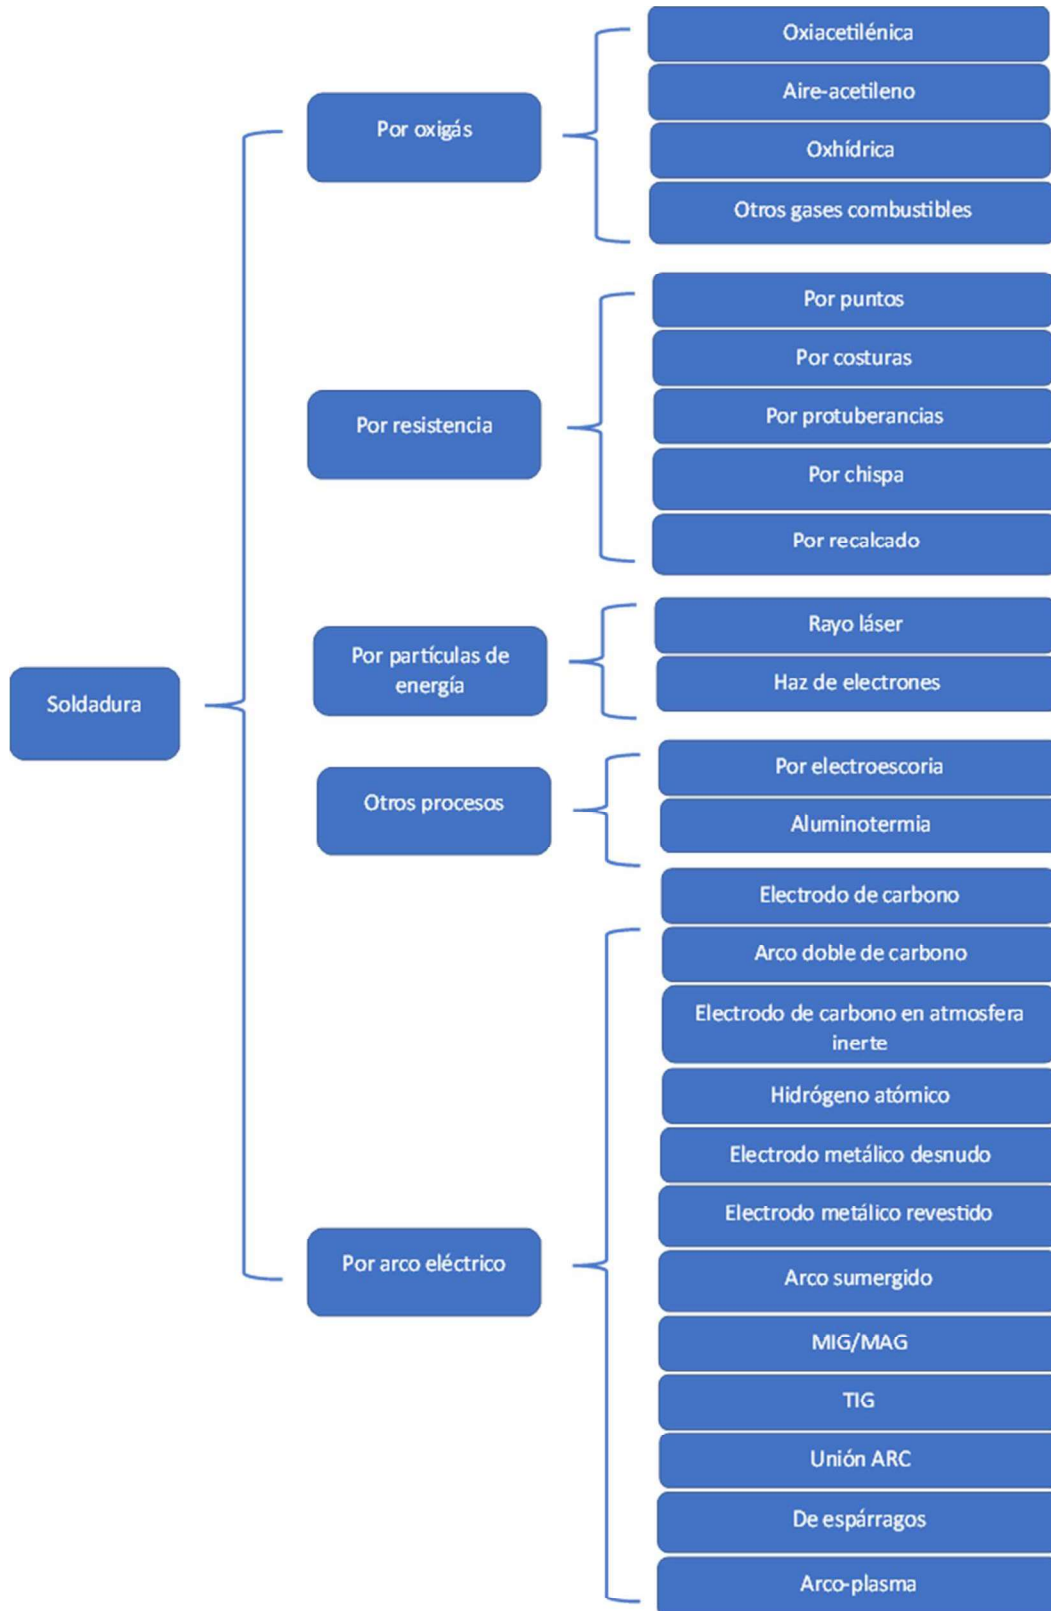 Soldadura
Por oxigás
Oxiacetilénica
Aire-acetileno
Oxhídrica
Otros gases combustibles
Por resistencia
Por puntos
Por costuras
Por protuberancias
Por chispa
Por recalcado
Por partículas de
energía
Rayo láser
Haz de electrones
Otros procesos
Por electroescoria
Aluminotermia
Por arco eléctrico
Electrodo de carbono
Arco doble de carbono
Electrodo de carbono en atmosfera
inerte
Hidrógeno atómico
Electrodo metálico desnudo
Electrodo metálico revestido
Arco sumergido
MIG/MAG
TIG
Unión ARC
De espárragos
Arco-plasma